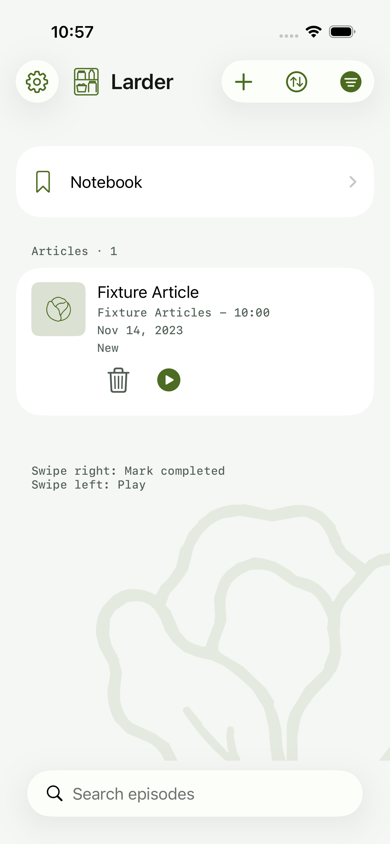 10:57
Larder
Notebook
Articles · 1
Fixture Article
Fixture Articles – 10:00
Nov 14, 2023
New
Swipe right: Mark completed
Swipe left: Play
Search episodes